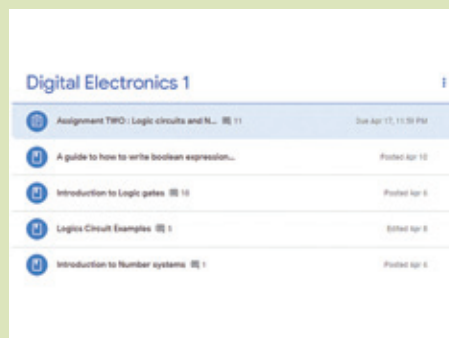 Digital Electronics 1
Assignment TWO : Logic circuits and N... 11 Due Apr 17, 11:59 PM
A guide to how to write boolean expression... Posted Apr 10
Introduction to Logic gates 18 Posted Apr 6
Logics Circuit Examples 5 Edited Apr 8
Introduction to Number systems 1 Posted Apr 6